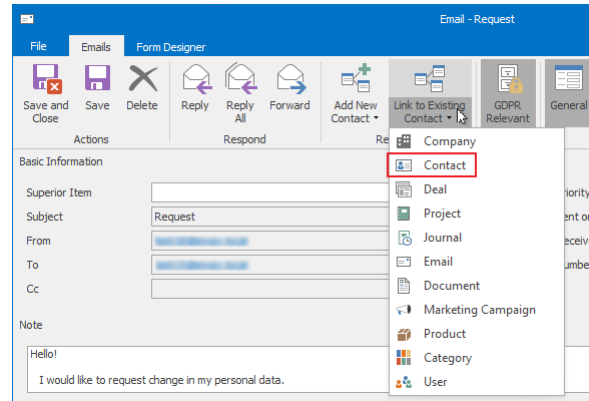 Email - Request
File Emails Form Designer
Save and Close
Save
Delete
Reply
Reply All
Forward
Add New Contact
Link to Existing Contact
GDPR Relevant
General
Actions
Respond
Re
Company
Contact
Deal
Project
Journal
Email
Document
Marketing Campaign
Product
Category
User
Basic Information
Superior Item
Subject Request
From
To
Cc
Note
Hello!
I would like to request change in my personal data.